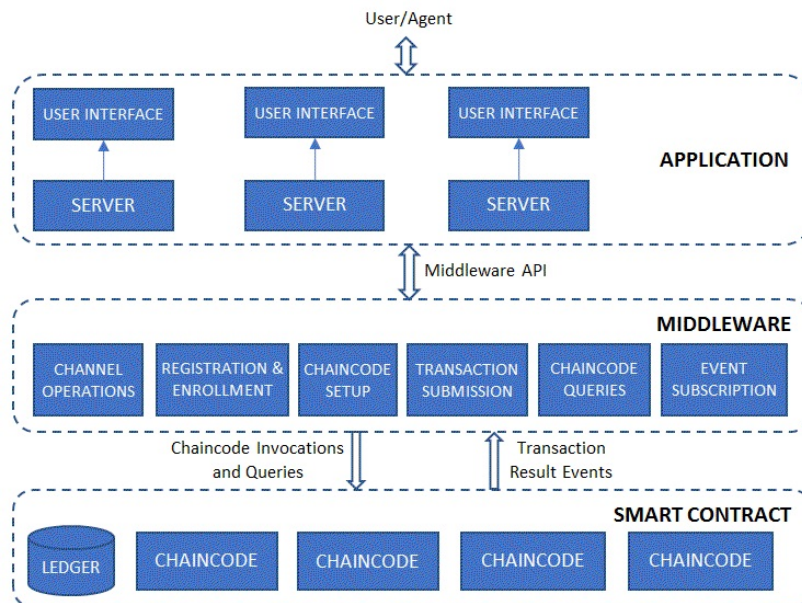 User/Agent
USER INTERFACE
USER INTERFACE
USER INTERFACE
APPLICATION
SERVER
SERVER
SERVER
Middleware API
MIDDLEWARE
CHANNEL
OPERATIONS
REGISTRATION &
ENROLLMENT
CHAINCODE
SETUP
TRANSACTION
SUBMISSION
CHAINCODE
QUERIES
EVENT
SUBSCRIPTION
Chaincode Invocations
and Queries
Transaction
Result Events
SMART CONTRACT
LEDGER
CHAINCODE
CHAINCODE
CHAINCODE
CHAINCODE